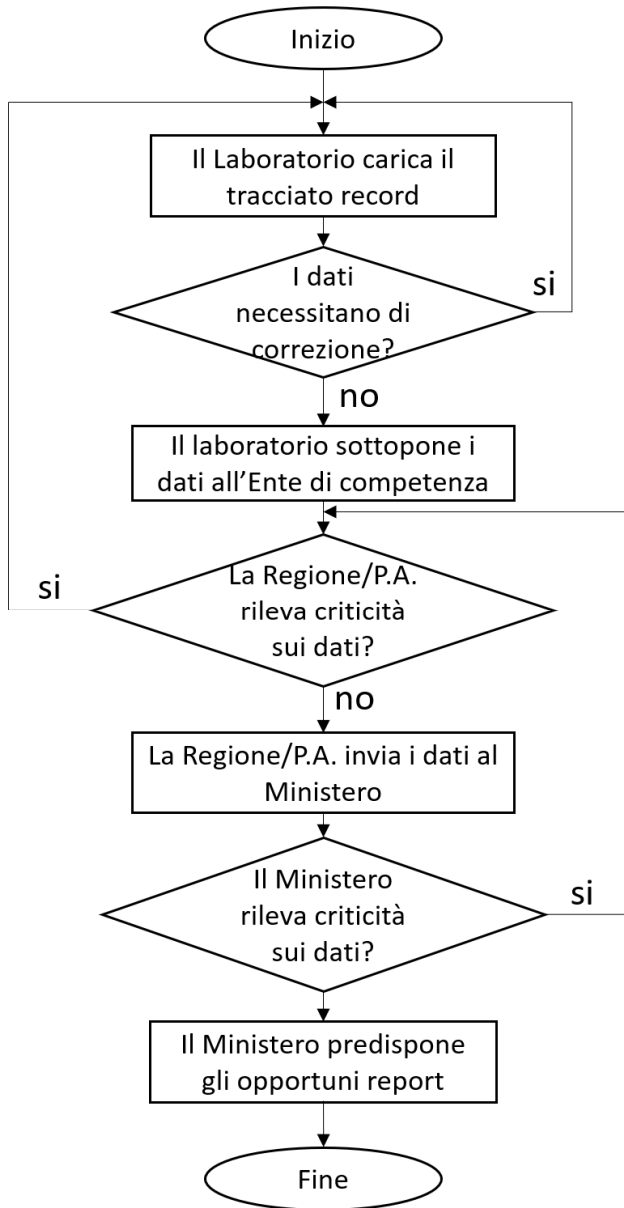 Inizio
Il Laboratorio carica il
tracciato record
I dati
necessitano di
correzione?
si
no
Il laboratorio sottopone i
dati all'Ente di competenza
La Regione/P.A.
rileva criticità
sui dati?
si
no
La Regione/P.A. invia i dati al
Ministero
Il Ministero
rileva criticità
sui dati?
si
Il Ministero predispone
gli opportuni report
Fine